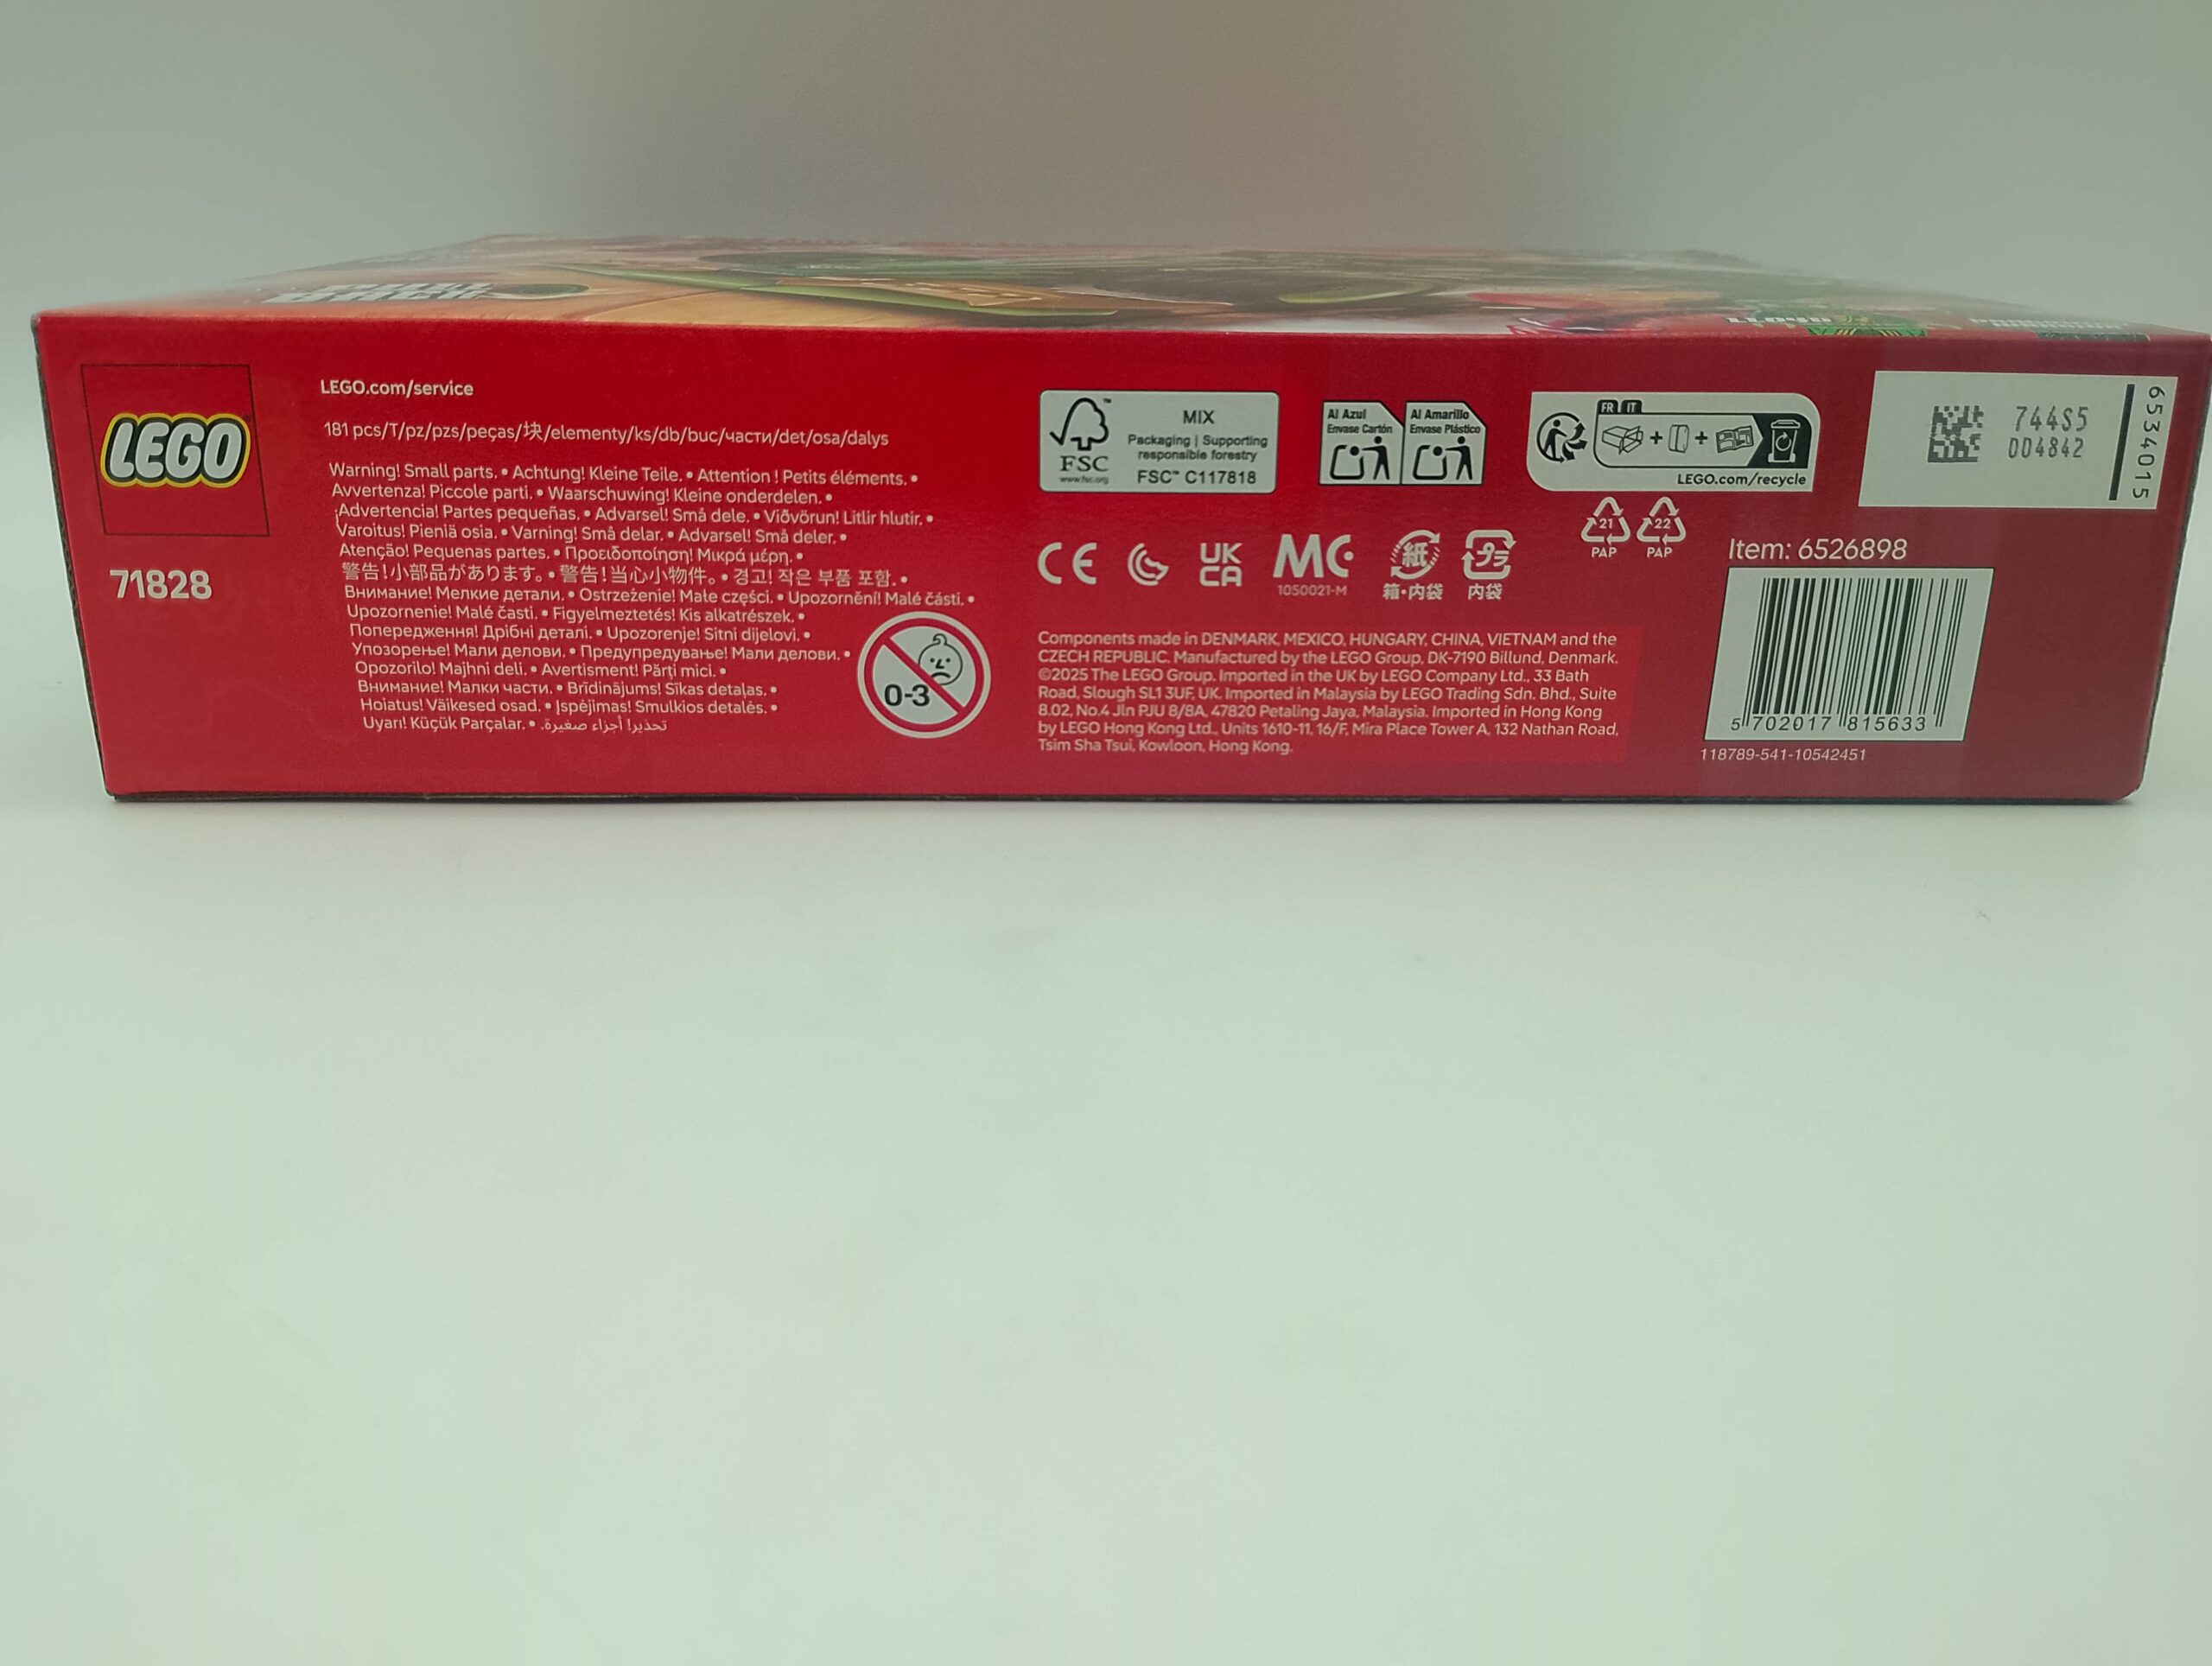 LEGO
71828
LEGO.com/service
181 pcs/T/pz/pzs/peças/块/elementy/ks/db/buc/части/det/osa/dalys
Warning! Small parts. • Achtung! Kleine Teile. • Attention ! Petits éléments. •
Avvertenza! Piccole parti. • Waarschuwing! Kleine onderdelen. •
¡Advertencia! Partes pequeñas. • Advarsel! Små dele. • Viðvörun! Litlir hlutir. •
Varoitus! Pieniä osia. • Varning! Små delar. • Advarsel! Små deler. •
Atenção! Pequenas partes. • Προειδοποίηση! Μικρά μέρη. •
警告!小部品があります。• 警告!当心小物件。• 경고! 작은 부품 포함. •
Внимание! Мелкие детали. • Ostrzeżenie! Małe części. • Upozornění! Malé části. •
Upozornenie! Malé časti. • Figyelmeztetés! Kis alkatrészek. •
Попередження! Дрібні деталі. • Upozorenje! Sitni dijelovi. •
Упозорење! Мали делови. • Предупредување! Мали делови. •
Opozorilo! Majhni deli. • Avertisment! Părți mici. •
Внимание! Малки части. • Brīdinājums! Sīkas detaļas. •
Hoiatus! Väikesed osad. • Įspėjimas! Smulkios detalės. •
Uyarı! Küçük Parçalar. • تحذير! أجزاء صغيرة.
0-3
FSC
www.fsc.org
MIX
Packaging | Supporting
responsible forestry
FSC™ C117818
Al Azul
Envase Cartón
Al Amarillo
Envase Plástico
FR IT
LEGO.com/recycle
CE
UK
CA
MC
1050021-M
紙
箱・内袋
プラ
内袋
21
PAP
22
PAP
Components made in DENMARK, MEXICO, HUNGARY, CHINA, VIETNAM and the
CZECH REPUBLIC. Manufactured by the LEGO Group. DK-7190 Billund, Denmark.
©2025 The LEGO Group. Imported in the UK by LEGO Company Ltd., 33 Bath
Road, Slough SL1 3UF, UK. Imported in Malaysia by LEGO Trading Sdn. Bhd., Suite
8.02, No.4 Jln PJU 8/8A, 47820 Petaling Jaya, Malaysia. Imported in Hong Kong
by LEGO Hong Kong Ltd., Units 1610-11, 16/F, Mira Place Tower A, 132 Nathan Road,
Tsim Sha Tsui, Kowloon, Hong Kong.
744S5
004842
6534015
Item: 6526898
5 702017 815633
118789-541-10542451